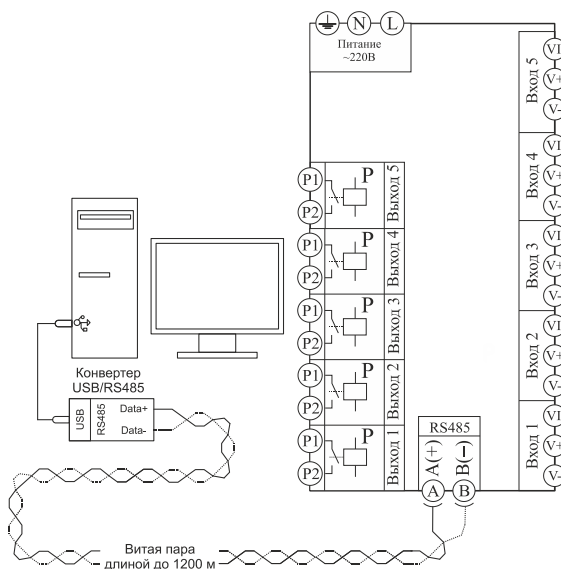 N L
Питание
~220В
Вход 5
VI
V+
V-
Вход 4
VI
V+
V-
Вход 3
VI
V+
V-
Вход 2
VI
V+
V-
Вход 1
VI
V+
V-
P1
P2
P
Выход 5
P1
P2
P
Выход 4
P1
P2
P
Выход 3
P1
P2
P
Выход 2
P1
P2
P
Выход 1
Конвертер
USB/RS485
USB
RS485
Data+
Data-
RS485
A(+)
B(−)
A
B
Витая пара
длиной до 1200 м